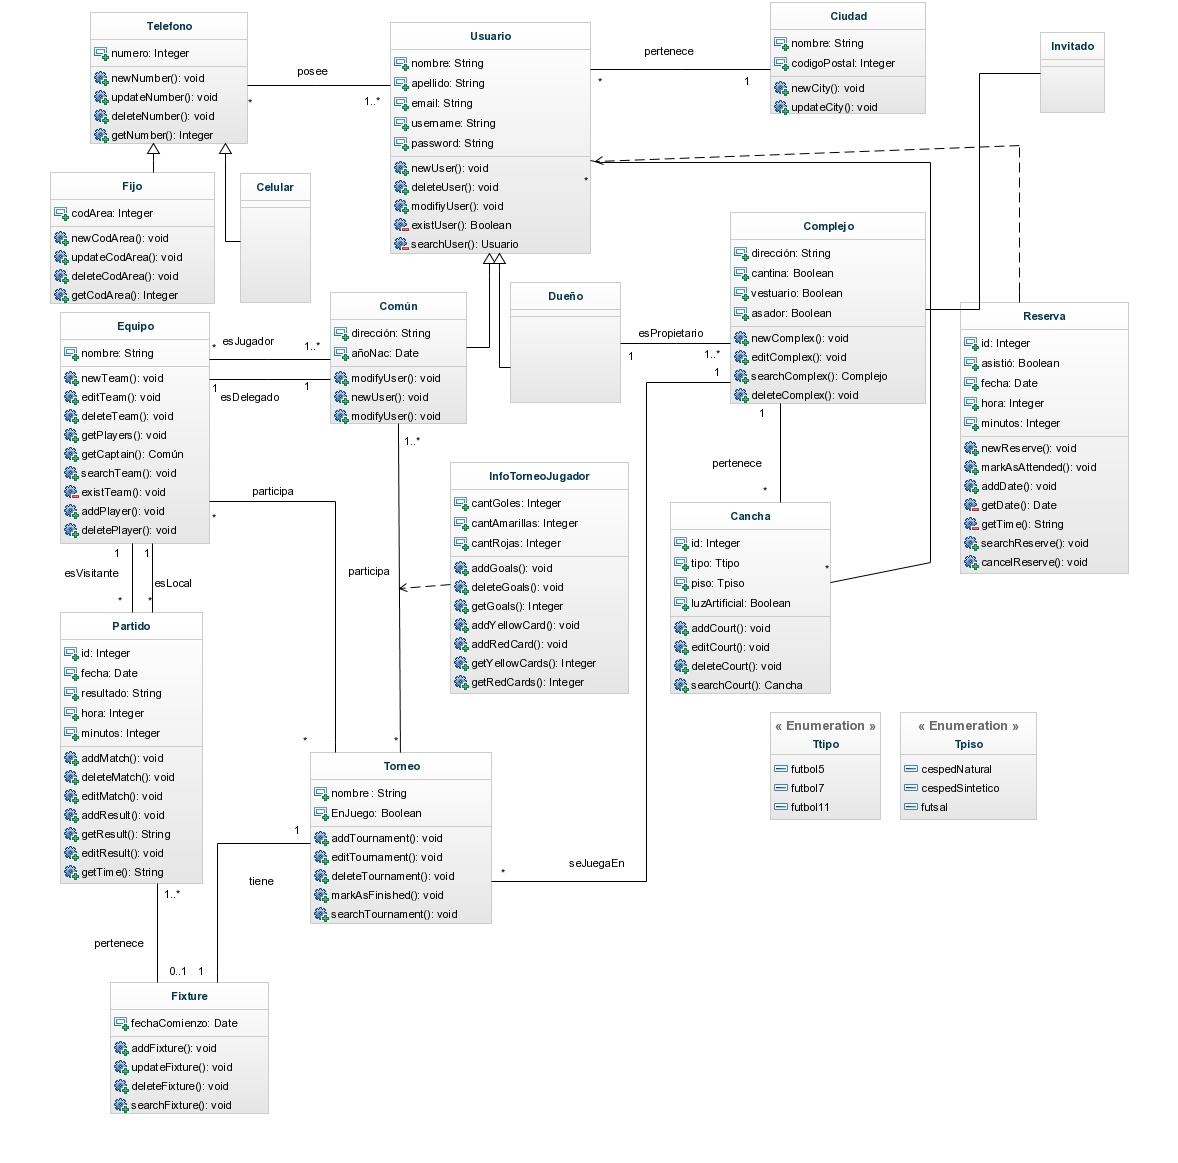 Telefono
numero: Integer
newNumber(): void
updateNumber(): void
deleteNumber(): void
getNumber(): Integer
posee
*
1..*
Usuario
nombre: String
apellido: String
email: String
username: String
password: String
newUser(): void
deleteUser(): void
modifiyUser(): void
existUser(): Boolean
searchUser(): Usuario
*
pertenece
*
1
Ciudad
nombre: String
codigoPostal: Integer
newCity(): void
updateCity(): void
Invitado
Fijo
codArea: Integer
newCodArea(): void
updateCodArea(): void
deleteCodArea(): void
getCodArea(): Integer
Celular
Complejo
dirección: String
cantina: Boolean
vestuario: Boolean
asador: Boolean
newComplex(): void
editComplex(): void
searchComplex(): Complejo
deleteComplex(): void
Dueño
esPropietario
1
1..*
1
1
Común
dirección: String
añoNac: Date
modifyUser(): void
newUser(): void
modifyUser(): void
1..*
Reserva
id: Integer
asistió: Boolean
fecha: Date
hora: Integer
minutos: Integer
newReserve(): void
markAsAttended(): void
addDate(): void
getDate(): Date
getTime(): String
searchReserve(): void
cancelReserve(): void
Equipo
nombre: String
newTeam(): void
editTeam(): void
deleteTeam(): void
getPlayers(): void
getCaptain(): Común
searchTeam(): void
existTeam(): void
addPlayer(): void
deletePlayer(): void
esJugador
*
1..*
1
1
esDelegado
participa
*
InfoTorneoJugador
cantGoles: Integer
cantAmarillas: Integer
cantRojas: Integer
addGoals(): void
deleteGoals(): void
getGoals(): Integer
addYellowCard(): void
addRedCard(): void
getYellowCards(): Integer
getRedCards(): Integer
pertenece
*
Cancha
id: Integer
tipo: Ttipo
piso: Tpiso
luzArtificial: Boolean
addCourt(): void
editCourt(): void
deleteCourt(): void
searchCourt(): Cancha
*
1
1
esVisitante
esLocal
*
*
participa
Partido
id: Integer
fecha: Date
resultado: String
hora: Integer
minutos: Integer
addMatch(): void
deleteMatch(): void
editMatch(): void
addResult(): void
getResult(): String
editResult(): void
getTime(): String
« Enumeration »
Ttipo
futbol5
futbol7
futbol11
« Enumeration »
Tpiso
cespedNatural
cespedSintetico
futsal
*
*
Torneo
nombre : String
EnJuego: Boolean
addTournament(): void
editTournament(): void
deleteTournament(): void
markAsFinished(): void
searchTournament(): void
1
tiene
seJuegaEn
*
1..*
pertenece
0..1
1
Fixture
fechaComienzo: Date
addFixture(): void
updateFixture(): void
deleteFixture(): void
searchFixture(): void